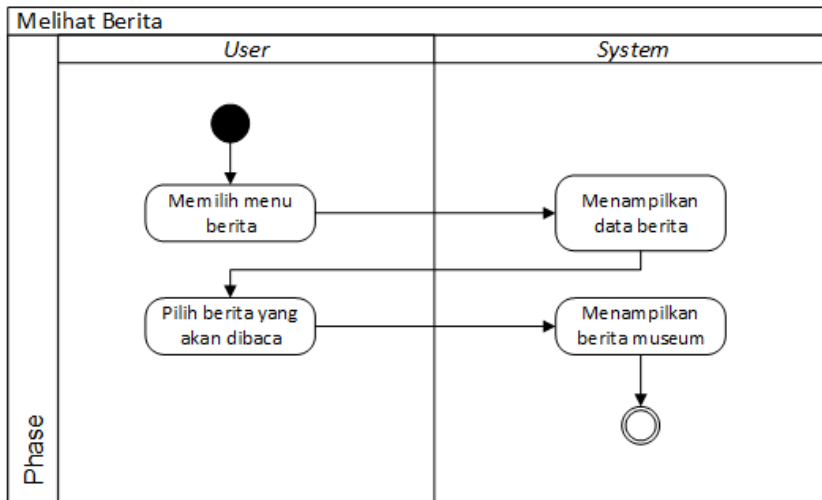 Melihat Berita
User
System
Memilih menu
berita
Menampilkan
data berita
Pilih berita yang
akan dibaca
Menampilkan
berita museum
Phase